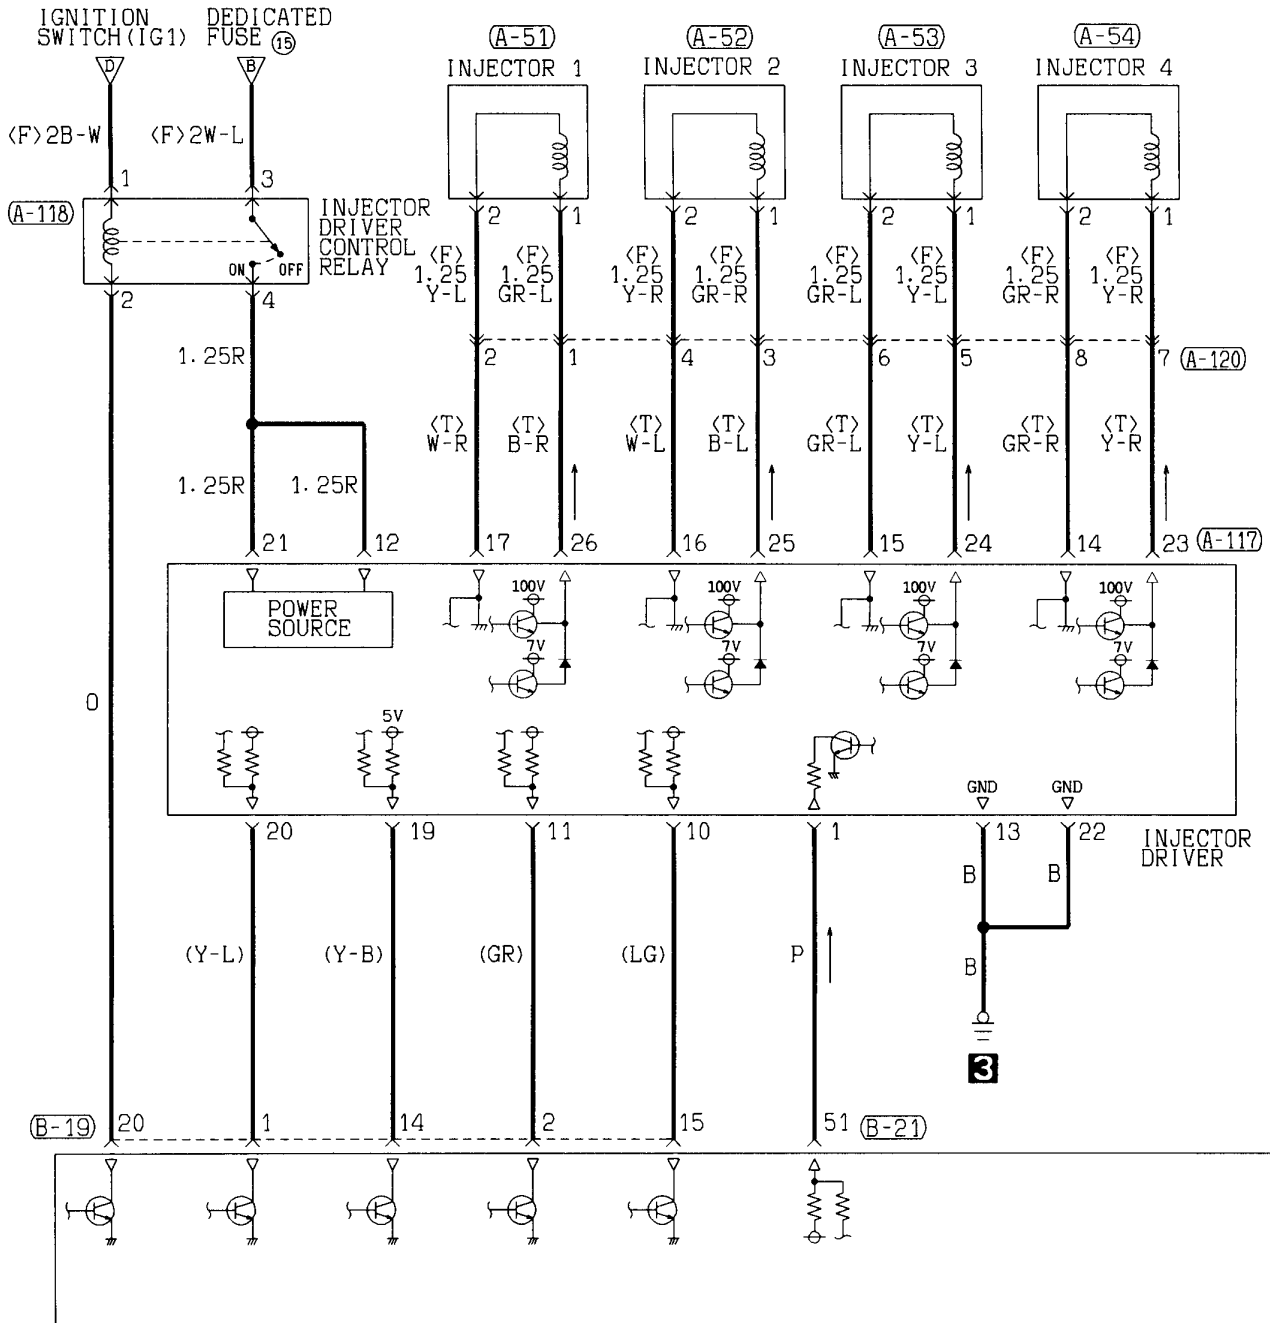 IGNITION
SWITCH(IG1)
DEDICATED
FUSE ⑮
D
B
A-51
INJECTOR 1
A-52
INJECTOR 2
A-53
INJECTOR 3
A-54
INJECTOR 4
<F>2B-W
<F>2W-L
1
3
A-118
INJECTOR
DRIVER
CONTROL
RELAY
ON
OFF
2
4
2
1
2
1
2
1
2
1
<F>
1.25
Y-L
<F>
1.25
GR-L
<F>
1.25
Y-R
<F>
1.25
GR-R
<F>
1.25
GR-L
<F>
1.25
Y-L
<F>
1.25
GR-R
<F>
1.25
Y-R
1.25R
2
1
4
3
6
5
8
7
A-120
<T>
W-R
<T>
B-R
<T>
W-L
<T>
B-L
<T>
GR-L
<T>
Y-L
<T>
GR-R
<T>
Y-R
1.25R
1.25R
21
12
17
26
16
25
15
24
14
23
A-117
POWER
SOURCE
100V
100V
100V
100V
7V
7V
7V
7V
O
5V
GND
GND
20
19
11
10
1
13
22
INJECTOR
DRIVER
B
B
(Y-L)
(Y-B)
(GR)
(LG)
P
B
3
B-19
20
1
14
2
15
51
B-21